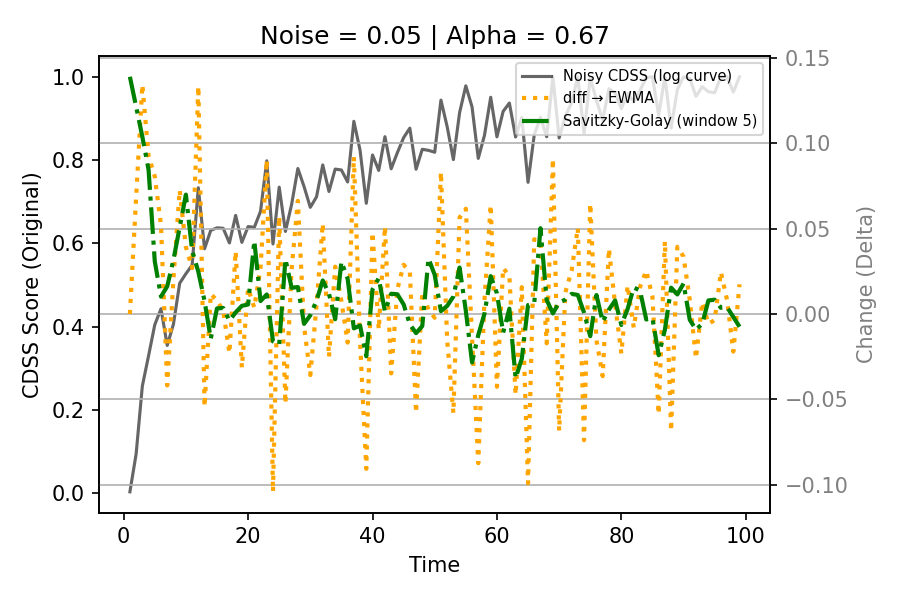 Noise = 0.05 | Alpha = 0.67
Noisy CDSS (log curve)
diff → EWMA
Savitzky-Golay (window 5)
CDSS Score (Original)
1.0
0.8
0.6
0.4
0.2
0.0
0.15
0.10
0.05
0.00
−0.05
−0.10
Change (Delta)
0 20 40 60 80 100
Time